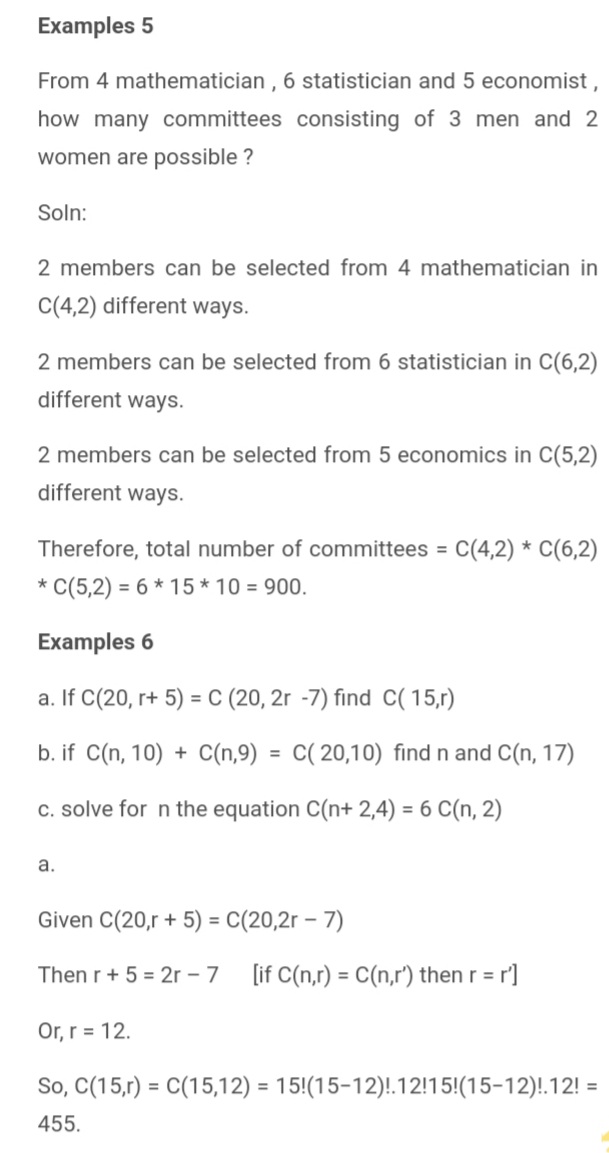 Examples 5
From 4 mathematician , 6 statistician and 5 economist ,
how many committees consisting of 3 men and 2
women are possible ?
Soln:
2 members can be selected from 4 mathematician in
C(4,2) different ways.
2 members can be selected from 6 statistician in C(6,2)
different ways.
2 members can be selected from 5 economics in C(5,2)
different ways.
Therefore, total number of committees = C(4,2) * C(6,2)
* C(5,2) = 6 * 15 * 10 = 900.
Examples 6
a. If C(20, r+ 5) = C (20, 2r -7) find C( 15,r)
b. if C(n, 10) + C(n,9) = C( 20,10) find n and C(n, 17)
c. solve for n the equation C(n+ 2,4) = 6 C(n, 2)
a.
Given C(20,r + 5) = C(20,2r − 7)
Then r + 5 = 2r − 7 [if C(n,r) = C(n,r′) then r = r′]
Or, r = 12.
So, C(15,r) = C(15,12) = 15!(15−12)!.12!15!(15−12)!.12! =
455.